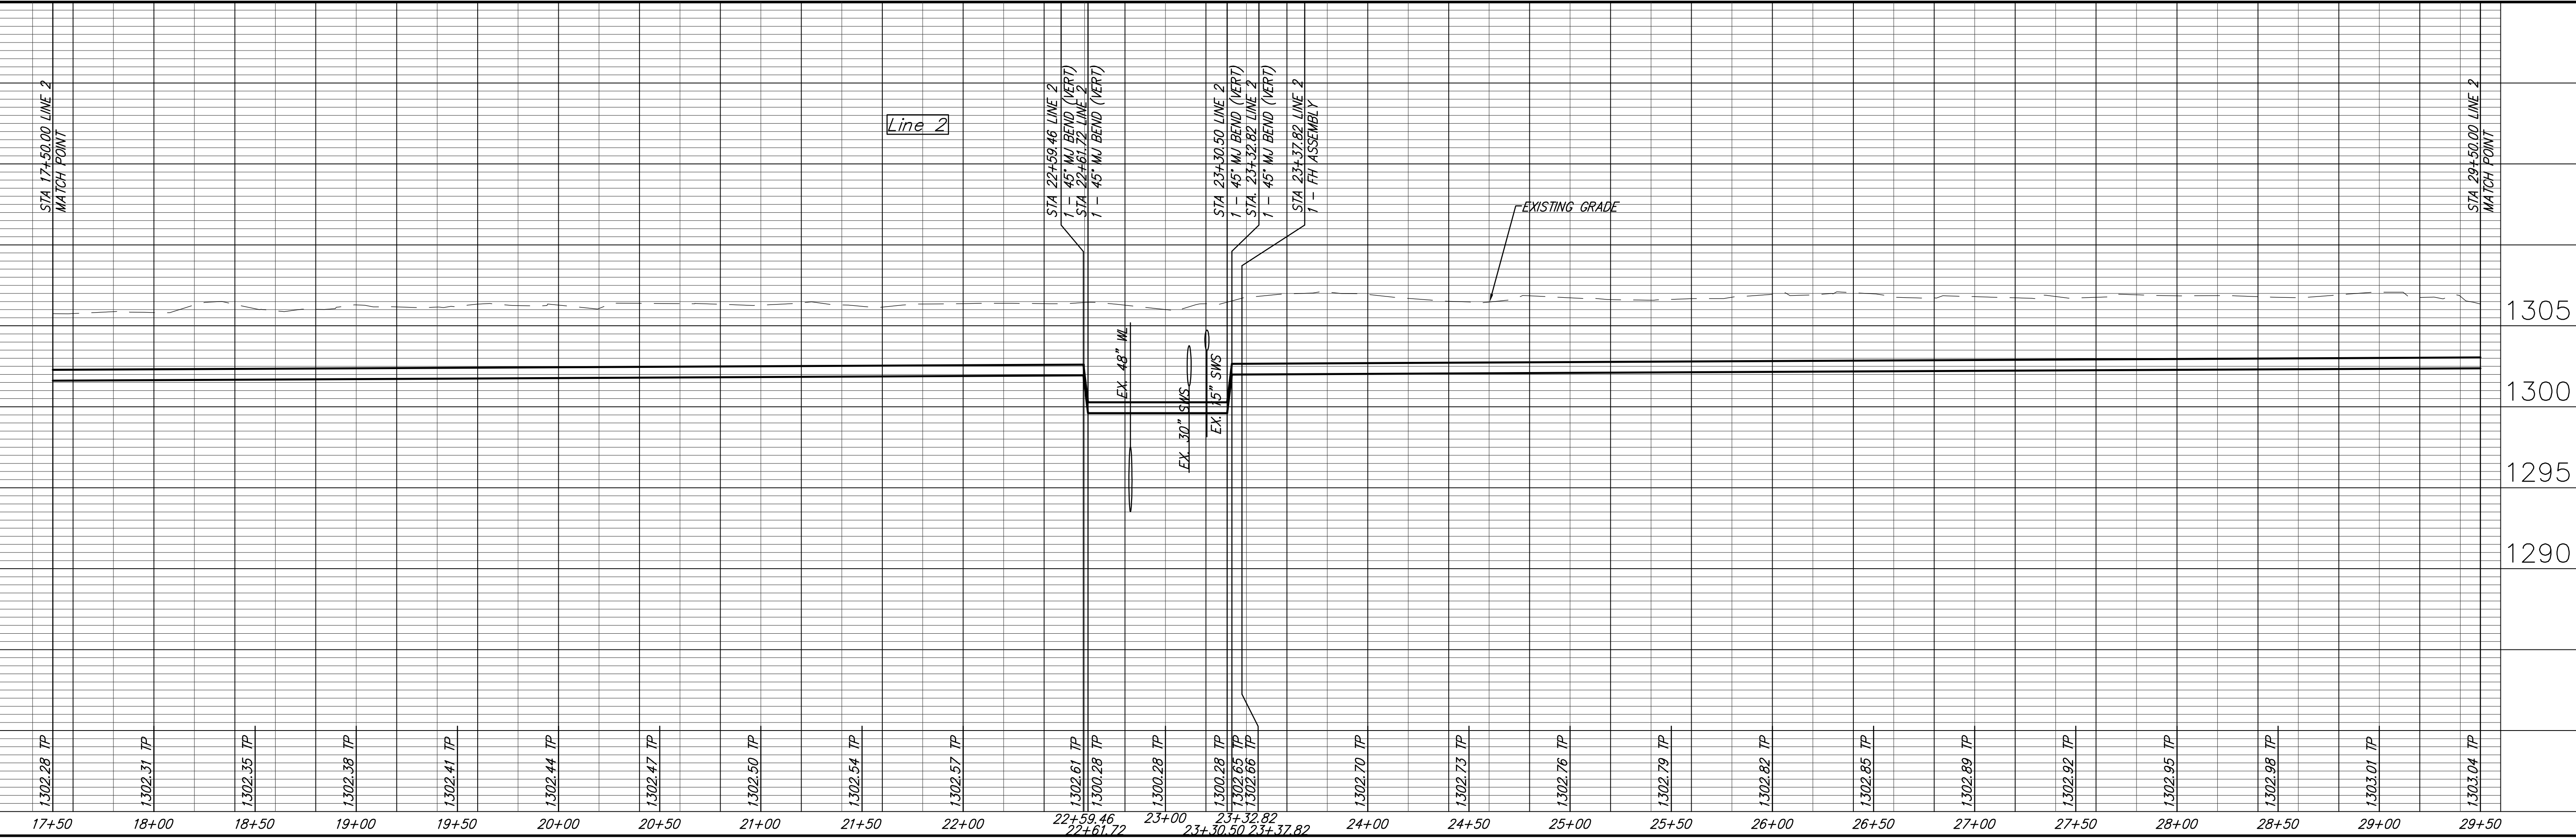 STA 17+50.00 LINE 2
MATCH POINT
Line 2
STA 22+59.46 LINE 2
1 - 45° MJ BEND (VERT)
STA 22+61.72 LINE 2
1 - 45° MJ BEND (VERT)
STA 23+30.50 LINE 2
1 - 45° MJ BEND (VERT)
STA. 23+32.82 LINE 2
1 - 45° MJ BEND (VERT)
STA 23+37.82 LINE 2
1 - FH ASSEMBLY
EXISTING GRADE
STA 29+50.00 LINE 2
MATCH POINT
EX. 48" WL
EX. 30" SWS
EX. 15" SWS
1305
1300
1295
1290
1302.28 TP
1302.31 TP
1302.35 TP
1302.38 TP
1302.41 TP
1302.44 TP
1302.47 TP
1302.50 TP
1302.54 TP
1302.57 TP
1302.61 TP
1300.28 TP
1300.28 TP
1300.28 TP
1302.65 TP
1302.66 TP
1302.70 TP
1302.73 TP
1302.76 TP
1302.79 TP
1302.82 TP
1302.85 TP
1302.89 TP
1302.92 TP
1302.95 TP
1302.98 TP
1303.01 TP
1303.04 TP
17+50
18+00
18+50
19+00
19+50
20+00
20+50
21+00
21+50
22+00
22+59.46
22+61.72
23+00
23+30.50
23+32.82
23+37.82
24+00
24+50
25+00
25+50
26+00
26+50
27+00
27+50
28+00
28+50
29+00
29+50